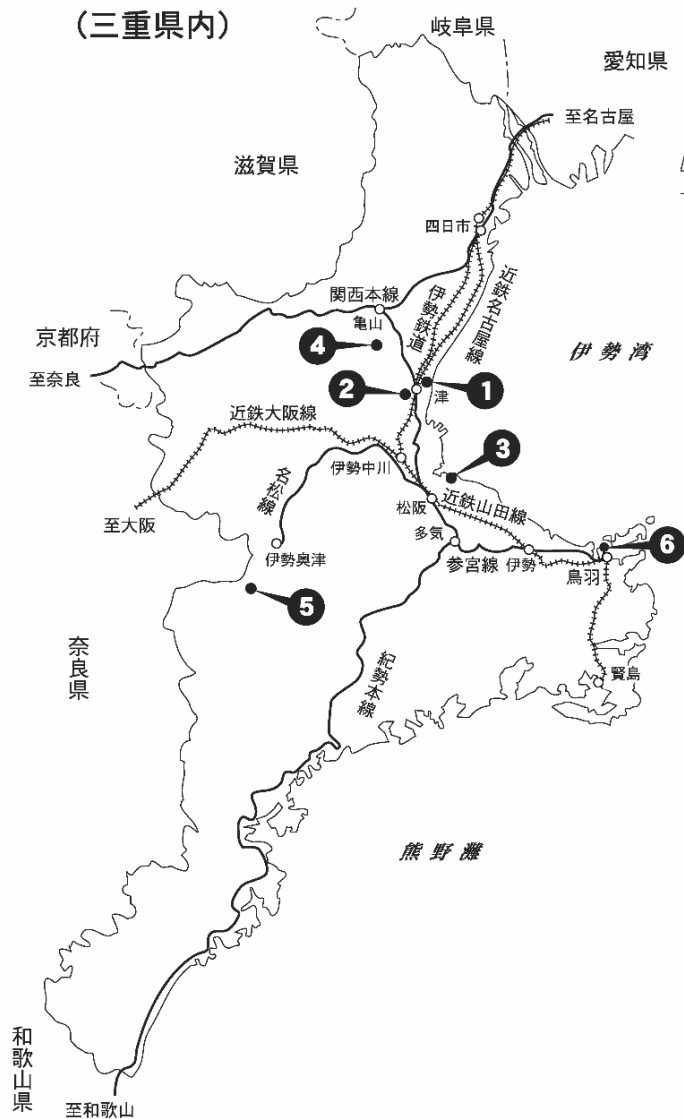 (三重県内)
岐阜県
愛知県
至名古屋
滋賀県
四日市
近鉄名古屋線
伊勢鉄道
関西本線
亀山
京都府
伊勢湾
4
至奈良
2
1
津
近鉄大阪線
名松線
伊勢中川
3
至大阪
松阪
近鉄山田線
多気
伊勢奥津
参宮線
伊勢
6
鳥羽
5
奈良県
紀勢本線
賢島
熊野灘
和歌山県
至和歌山